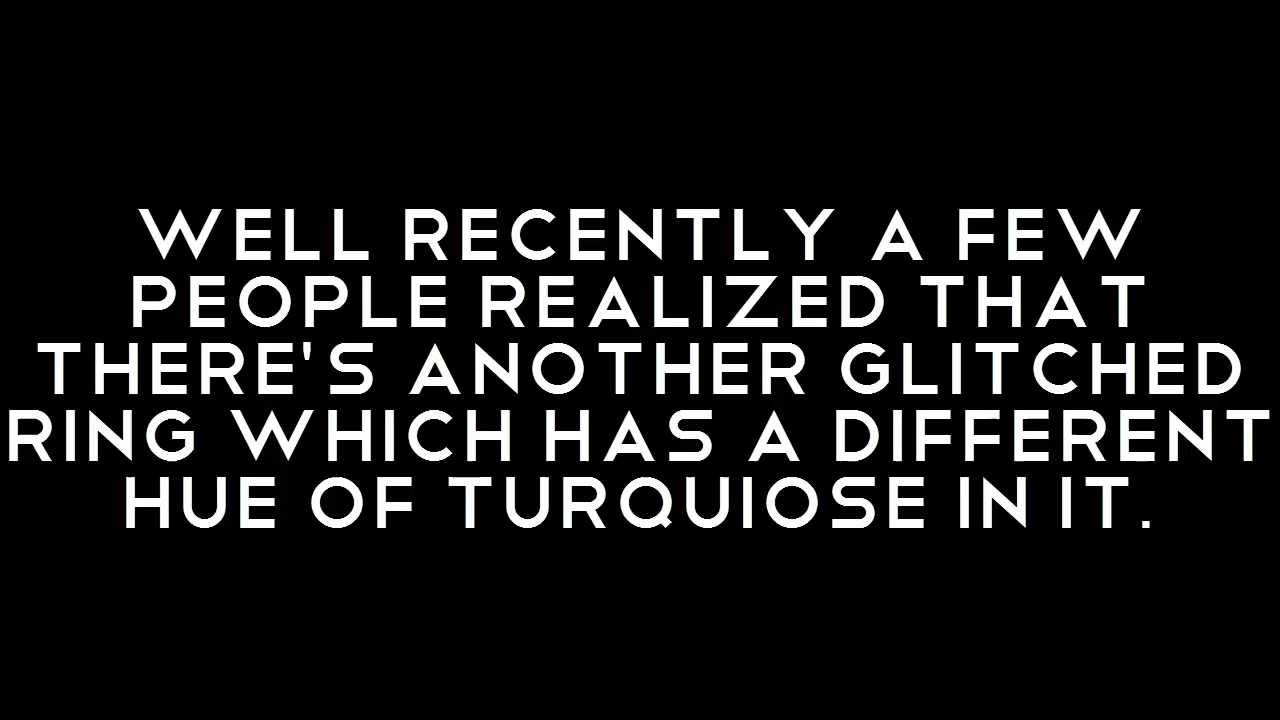 WELL RECENTLY A FEW
PEOPLE REALIZED THAT
THERE'S ANOTHER GLITCHED
RING WHICH HAS A DIFFERENT
HUE OF TURQUIOSE IN IT.